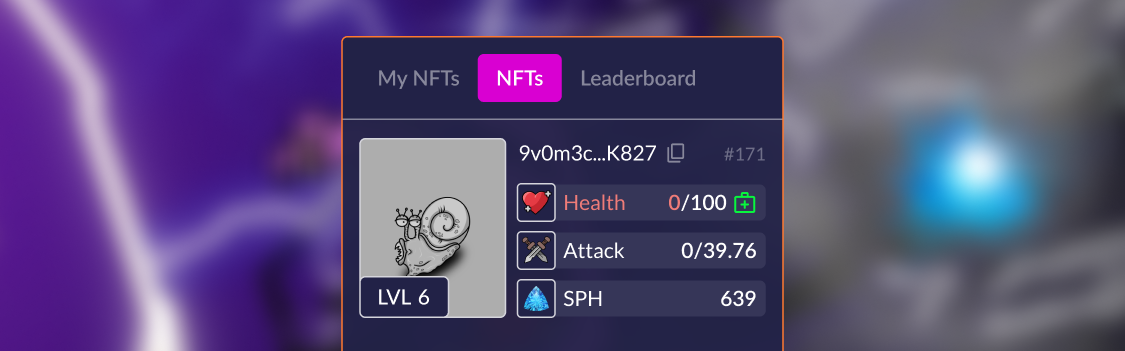 My NFTs NFTs Leaderboard
9v0m3c...K827 #171
Health 0/100
Attack 0/39.76
LVL 6
SPH 639